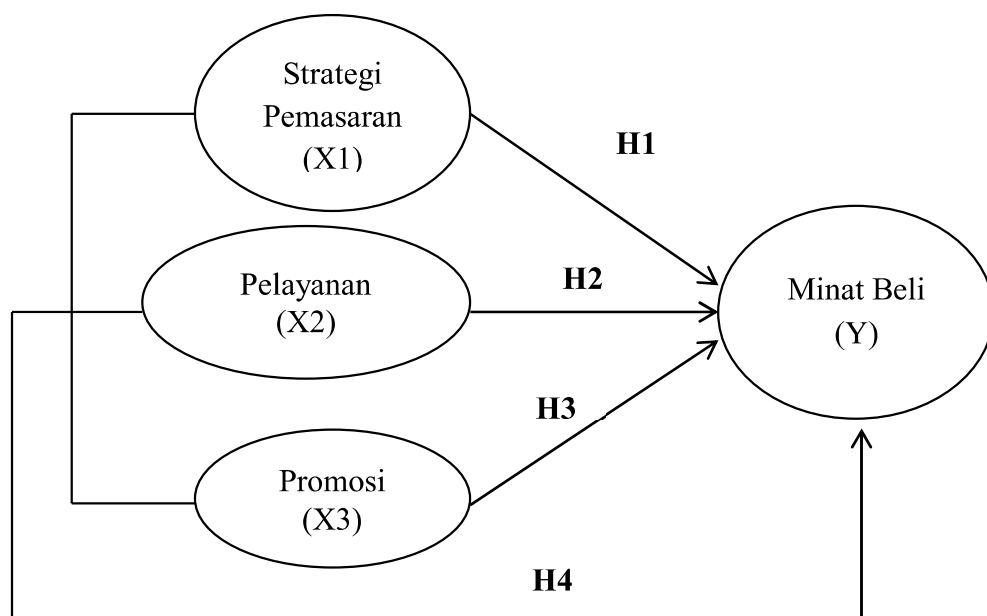 Strategi
Pemasaran
(X1)
H1
Pelayanan
(X2)
H2
Minat Beli
(Y)
H3
Promosi
(X3)
H4